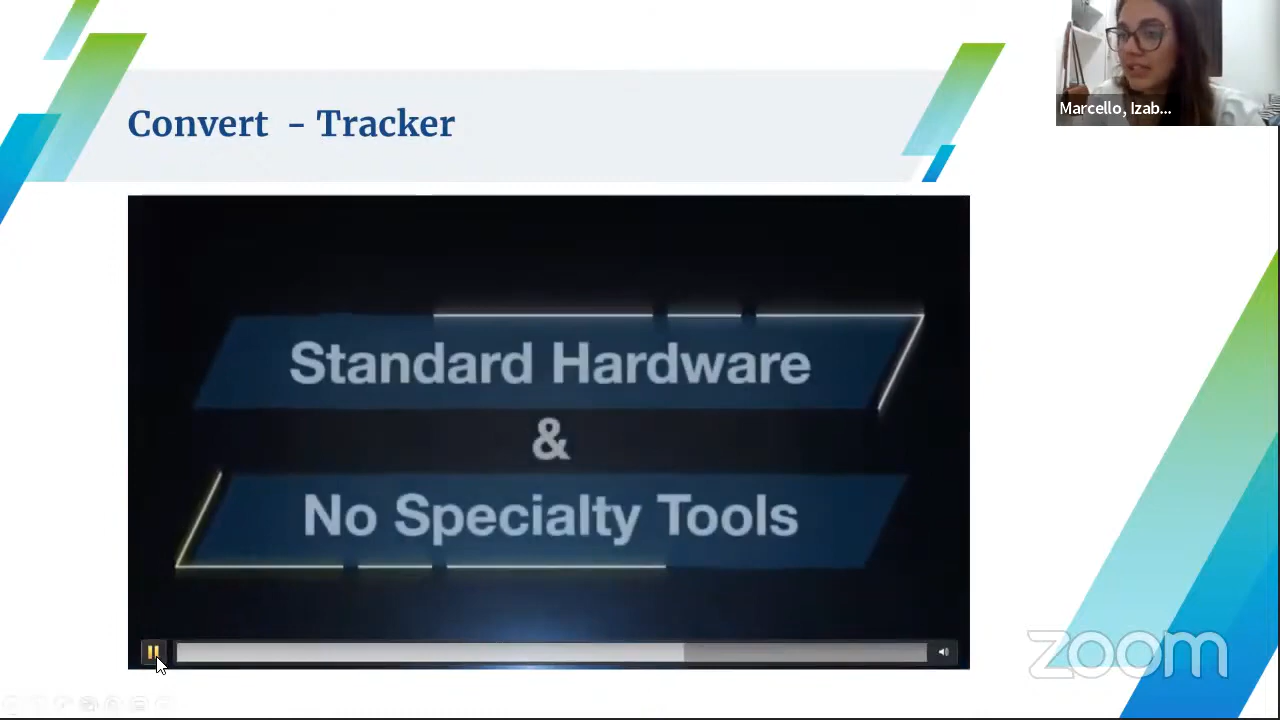 Convert - Tracker
Marcello, Izab...
Standard Hardware
&
No Specialty Tools
zoom